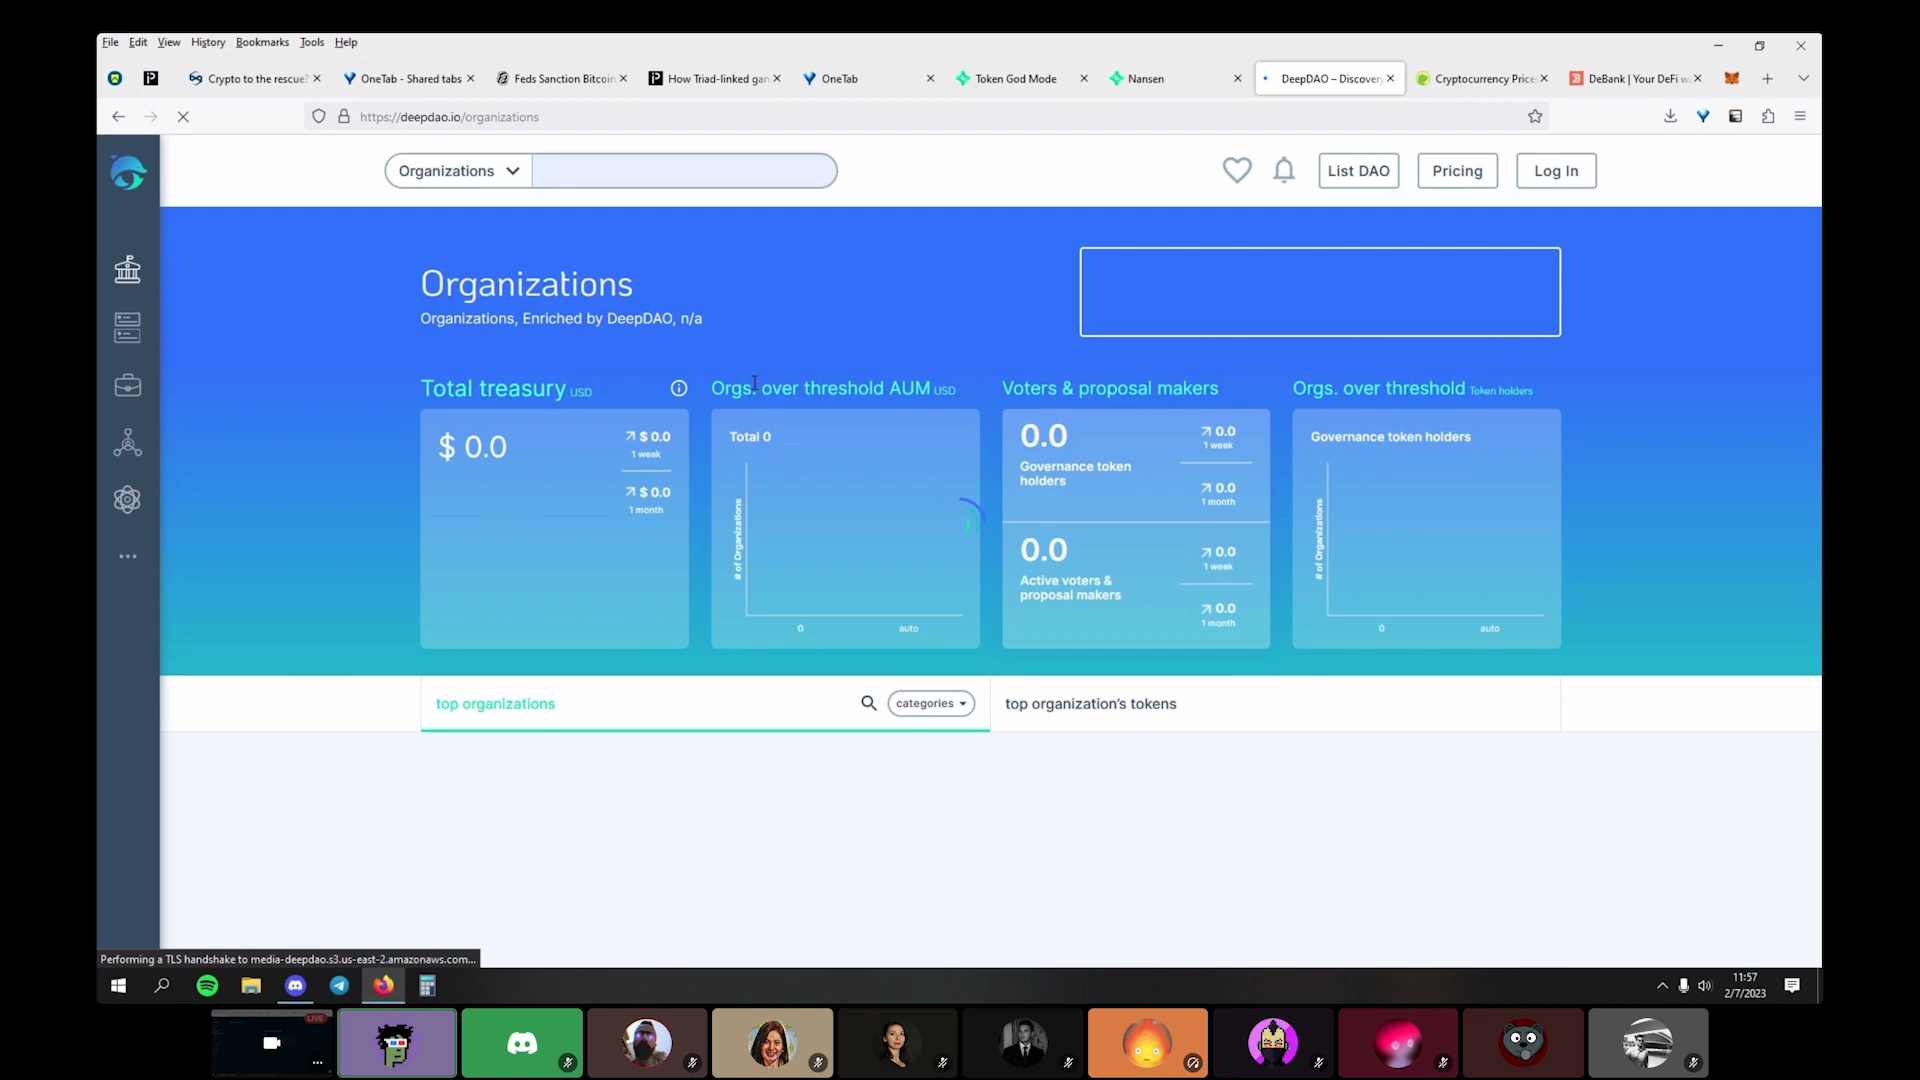 File Edit View History Bookmarks Tools Help
Crypto to the rescue? OneTab - Shared tabs Feds Sanction Bitcoin How Triad-linked gan OneTab Token God Mode Nansen DeepDAO – Discovery Cryptocurrency Price DeBank | Your DeFi w
https://deepdao.io/organizations
Organizations
List DAO
Pricing
Log In
Organizations
Organizations, Enriched by DeepDAO, n/a
Total treasury USD
$ 0.0
$ 0.0
1 week
$ 0.0
1 month
Orgs. over threshold AUM USD
Total 0
# of Organizations
0 auto
Voters & proposal makers
0.0
Governance token
holders
0.0
1 week
0.0
1 month
0.0
Active voters &
proposal makers
0.0
1 week
0.0
1 month
Orgs. over threshold Token holders
Governance token holders
# of Organizations
0 auto
top organizations
categories
top organization's tokens
Performing a TLS handshake to media-deepdao.s3.us-east-2.amazonaws.com...
11:57
2/7/2023
LIVE